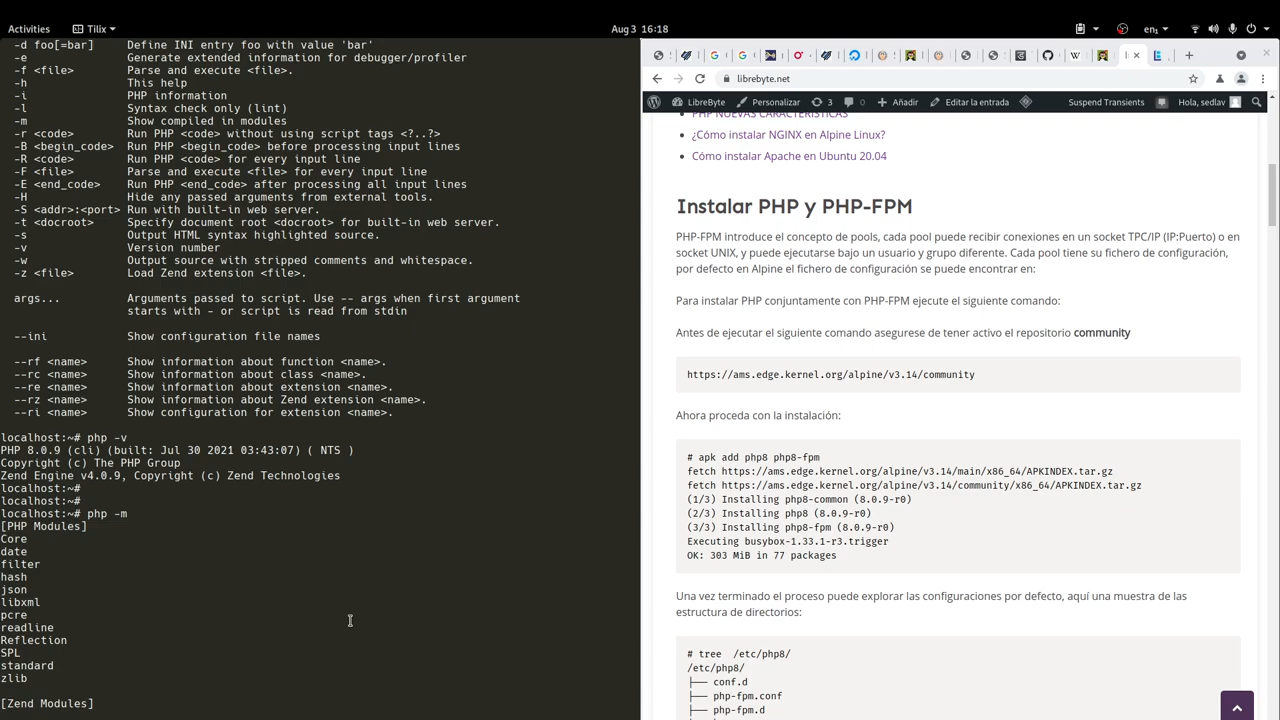 Activities
Tilix
Aug 3 16:18
en₁
-d foo[=bar] Define INI entry foo with value 'bar'
-e Generate extended information for debugger/profiler
-f <file> Parse and execute <file>.
-h This help
-i PHP information
-l Syntax check only (lint)
-m Show compiled in modules
-r <code> Run PHP <code> without using script tags <?..?>
-B <begin_code> Run PHP <begin_code> before processing input lines
-R <code> Run PHP <code> for every input line
-F <file> Parse and execute <file> for every input line
-E <end_code> Run PHP <end_code> after processing all input lines
-H Hide any passed arguments from external tools.
-S <addr>:<port> Run with built-in web server.
-t <docroot> Specify document root <docroot> for built-in web server.
-s Output HTML syntax highlighted source.
-v Version number
-w Output source with stripped comments and whitespace.
-z <file> Load Zend extension <file>.
args... Arguments passed to script. Use -- args when first argument
starts with - or script is read from stdin
--ini Show configuration file names
--rf <name> Show information about function <name>.
--rc <name> Show information about class <name>.
--re <name> Show information about extension <name>.
--rz <name> Show information about Zend extension <name>.
--ri <name> Show configuration for extension <name>.
localhost:~# php -v
PHP 8.0.9 (cli) (built: Jul 30 2021 03:43:07) ( NTS )
Copyright (c) The PHP Group
Zend Engine v4.0.9, Copyright (c) Zend Technologies
localhost:~#
localhost:~#
localhost:~# php -m
[PHP Modules]
Core
date
filter
hash
json
libxml
pcre
readline
Reflection
SPL
standard
zlib
[Zend Modules]
librebyte.net
LibreByte
Personalizar
3
0
Añadir
Editar la entrada
Suspend Transients
Hola, sedlav
PHP NUEVAS CARACTERÍSTICAS
¿Cómo instalar NGINX en Alpine Linux?
Cómo instalar Apache en Ubuntu 20.04
Instalar PHP y PHP-FPM
PHP-FPM introduce el concepto de pools, cada pool puede recibir conexiones en un socket TPC/IP (IP:Puerto) o en
socket UNIX, y puede ejecutarse bajo un usuario y grupo diferente. Cada pool tiene su fichero de configuración,
por defecto en Alpine el fichero de configuración se puede encontrar en:
Para instalar PHP conjuntamente con PHP-FPM ejecute el siguiente comando:
Antes de ejecutar el siguiente comando asegurese de tener activo el repositorio community
https://ams.edge.kernel.org/alpine/v3.14/community
Ahora proceda con la instalación:
# apk add php8 php8-fpm
fetch https://ams.edge.kernel.org/alpine/v3.14/main/x86_64/APKINDEX.tar.gz
fetch https://ams.edge.kernel.org/alpine/v3.14/community/x86_64/APKINDEX.tar.gz
(1/3) Installing php8-common (8.0.9-r0)
(2/3) Installing php8 (8.0.9-r0)
(3/3) Installing php8-fpm (8.0.9-r0)
Executing busybox-1.33.1-r3.trigger
OK: 303 MiB in 77 packages
Una vez terminado el proceso puede explorar las configuraciones por defecto, aquí una muestra de las
estructura de directorios:
# tree /etc/php8/
/etc/php8/
├── conf.d
├── php-fpm.conf
├── php-fpm.d